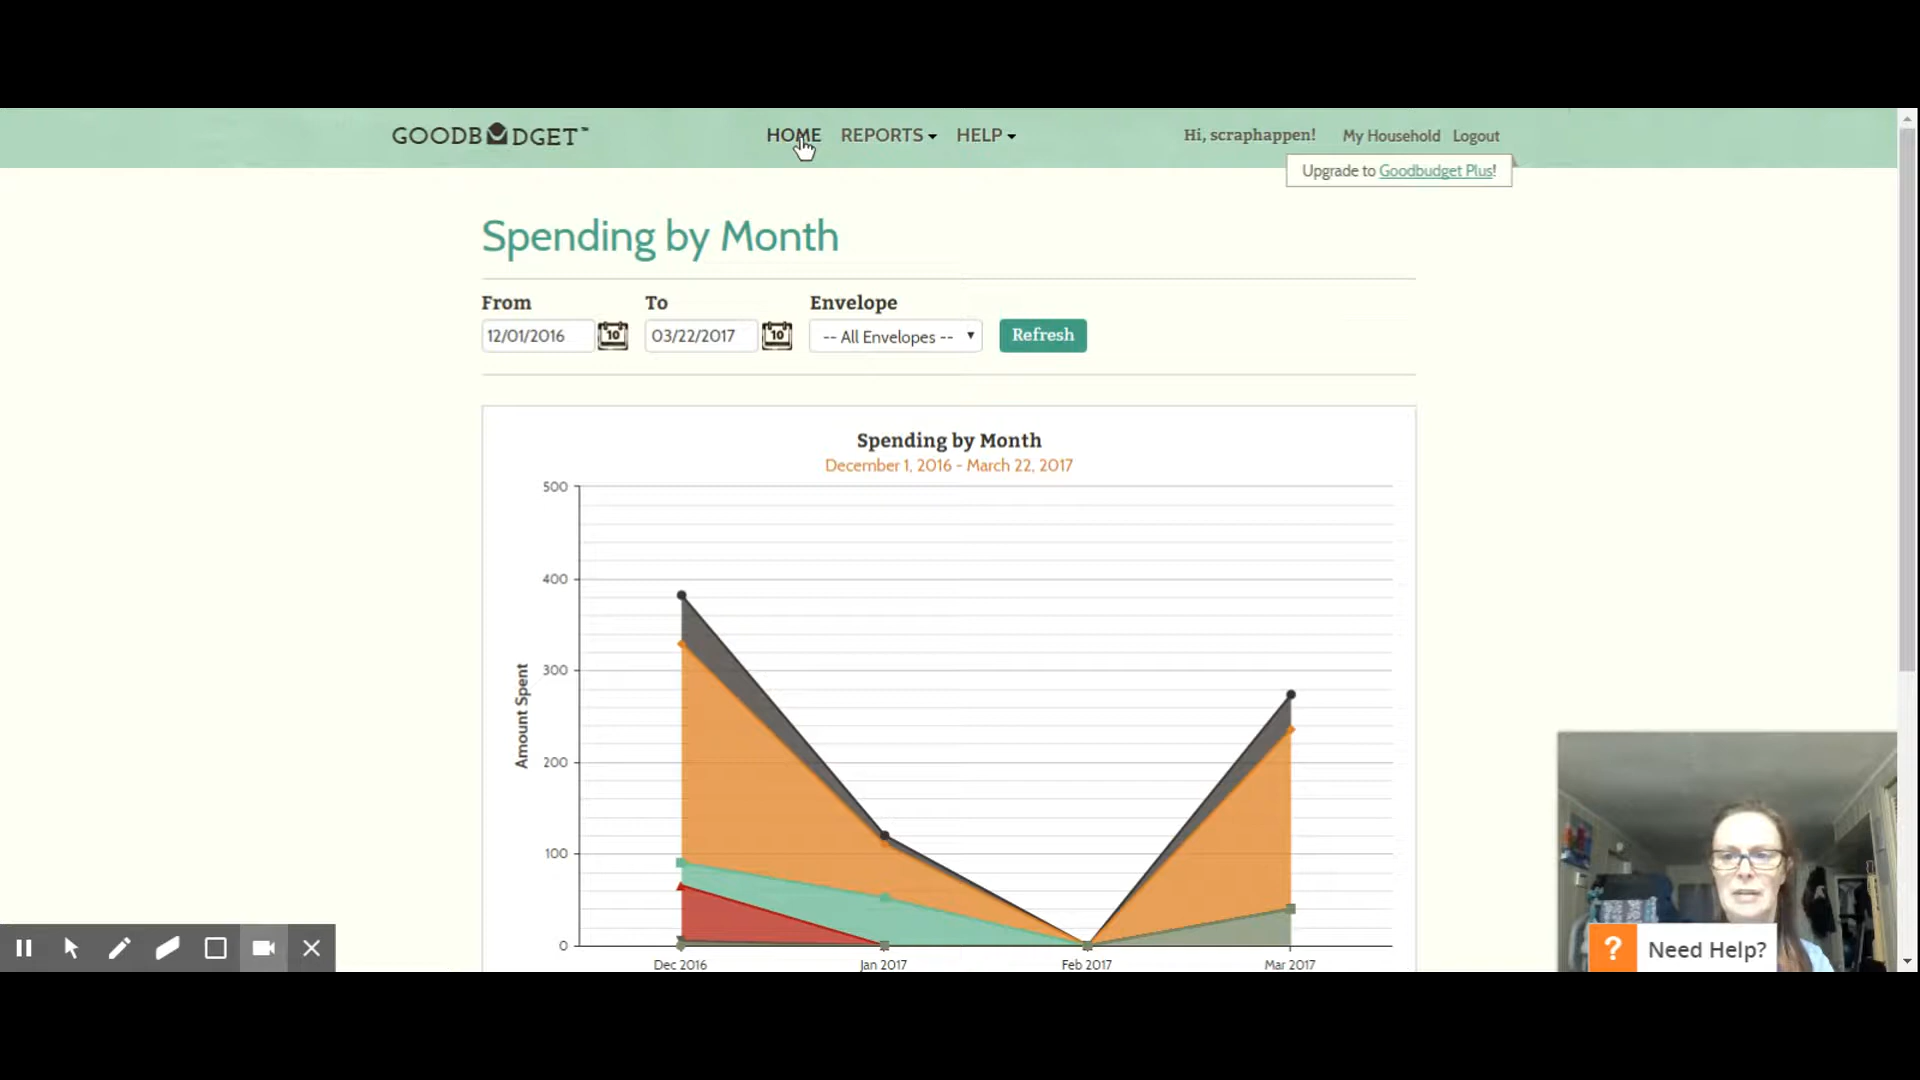 GOODBUDGET™ HOME REPORTS HELP Hi, scraphappen! My Household Logout
Upgrade to Goodbudget Plus!
Spending by Month
From To Envelope
12/01/2016 10 03/22/2017 10 -- All Envelopes -- Refresh
Spending by Month
December 1, 2016 - March 22, 2017
500
400
300
200
100
0
Amount Spent
Dec 2016 Jan 2017 Feb 2017 Mar 2017
? Need Help?